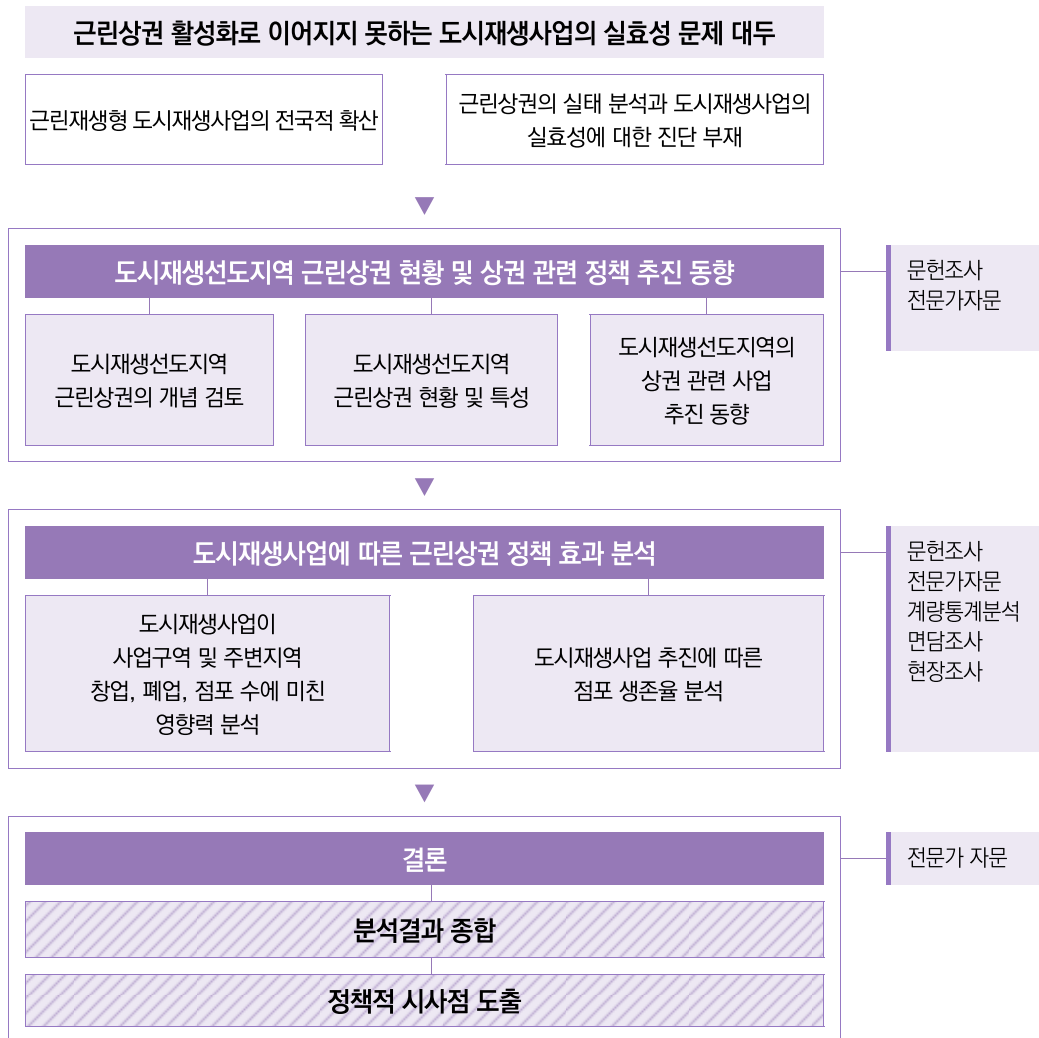 근린상권 활성화로 이어지지 못하는 도시재생사업의 실효성 문제 대두
근린재생형 도시재생사업의 전국적 확산
근린상권의 실태 분석과 도시재생사업의
실효성에 대한 진단 부재
도시재생선도지역 근린상권 현황 및 상권 관련 정책 추진 동향
도시재생선도지역
근린상권의 개념 검토
도시재생선도지역
근린상권 현황 및 특성
도시재생선도지역의
상권 관련 사업
추진 동향
문헌조사
전문가자문
도시재생사업에 따른 근린상권 정책 효과 분석
도시재생사업이
사업구역 및 주변지역
창업, 폐업, 점포 수에 미친
영향력 분석
도시재생사업 추진에 따른
점포 생존율 분석
문헌조사
전문가자문
계량통계분석
면담조사
현장조사
결론
분석결과 종합
정책적 시사점 도출
전문가 자문